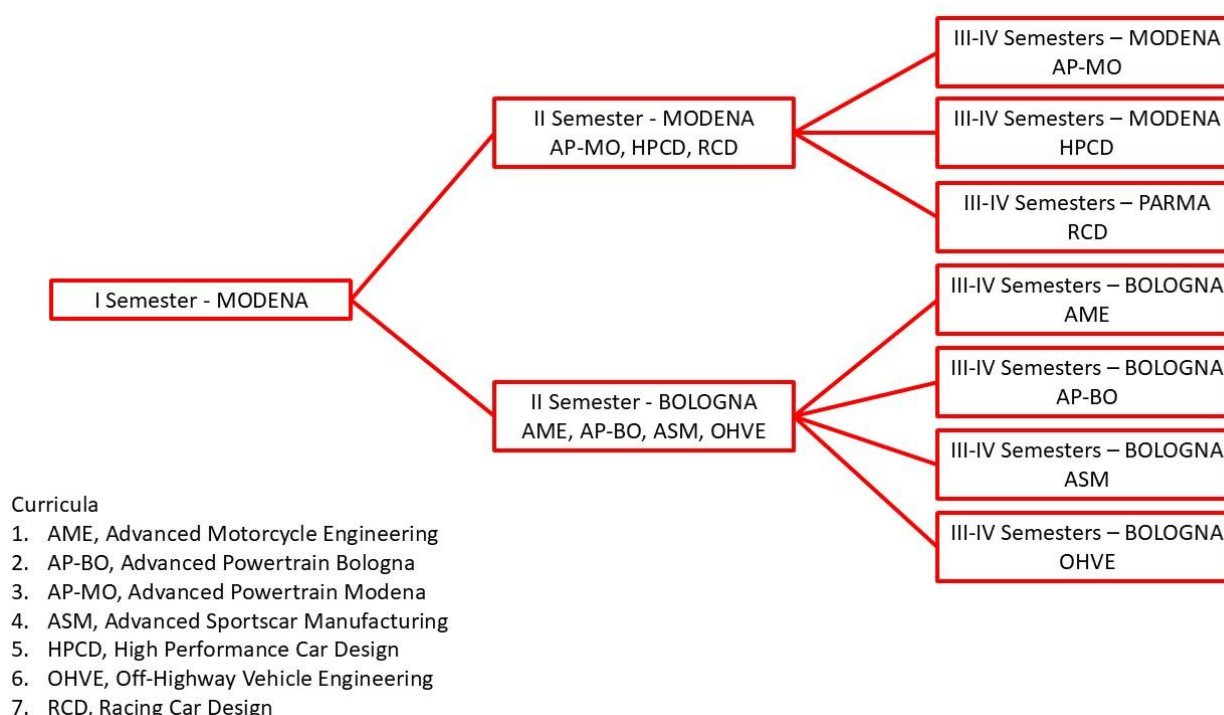 I Semester - MODENA
II Semester - MODENA
AP-MO, HPCD, RCD
II Semester - BOLOGNA
AME, AP-BO, ASM, OHVE
III-IV Semesters – MODENA
AP-MO
III-IV Semesters – MODENA
HPCD
III-IV Semesters – PARMA
RCD
III-IV Semesters – BOLOGNA
AME
III-IV Semesters – BOLOGNA
AP-BO
III-IV Semesters – BOLOGNA
ASM
III-IV Semesters – BOLOGNA
OHVE
Curricula
1. AME, Advanced Motorcycle Engineering
2. AP-BO, Advanced Powertrain Bologna
3. AP-MO, Advanced Powertrain Modena
4. ASM, Advanced Sportscar Manufacturing
5. HPCD, High Performance Car Design
6. OHVE, Off-Highway Vehicle Engineering
7. RCD, Racing Car Design